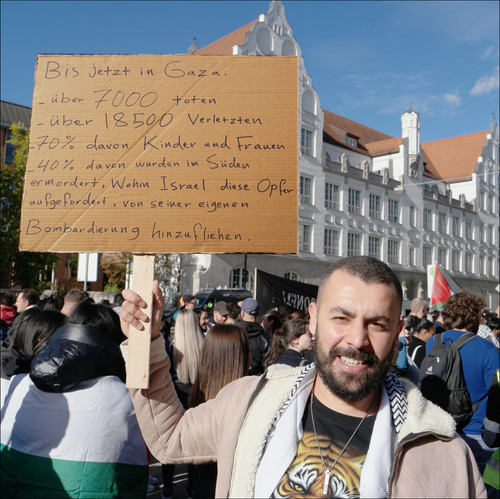 Bis jetzt in Gaza:
- über 7000 toten
- über 18500 Verletzten
- 70% davon Kinder und Frauen
- 40% davon wurden im Süden
ermordert, Wohin Israel diese Opfer
aufgefordert, von seiner eigenen
Bombardierung hinzufliehen.